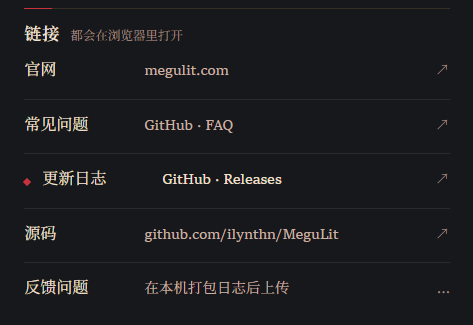 链接 都会在浏览器里打开
官网 megulit.com ↗
常见问题 GitHub · FAQ ↗
◆ 更新日志 GitHub · Releases ↗
源码 github.com/ilynthn/MeguLit ↗
反馈问题 在本机打包日志后上传 …